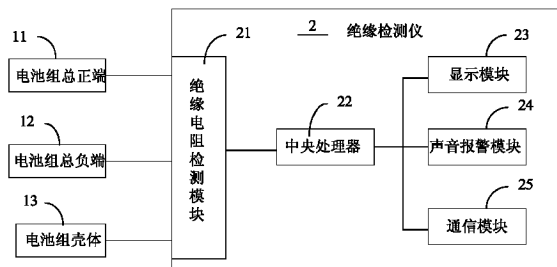 11
电池组总正端
12
电池组总负端
13
电池组壳体
2 绝缘检测仪
21
绝缘电阻检测模块
22
中央处理器
23
显示模块
24
声音报警模块
25
通信模块